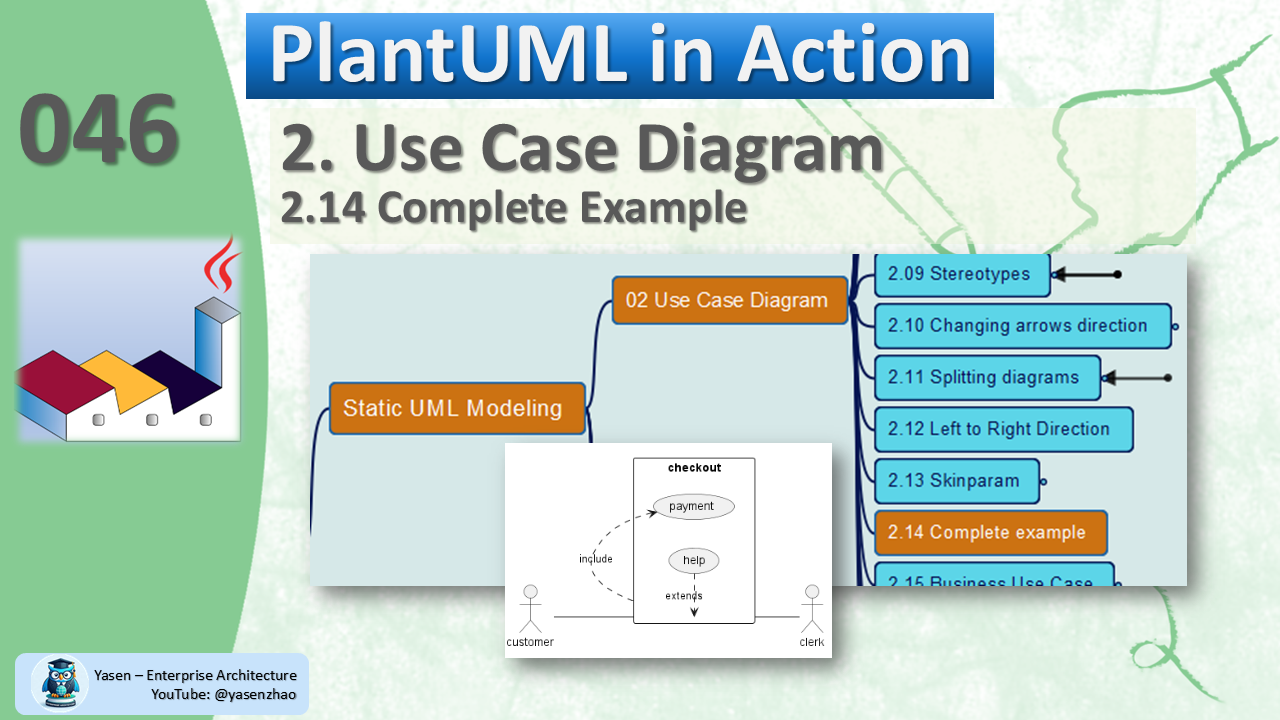 PlantUML in Action
046
2. Use Case Diagram
2.14 Complete Example
2.09 Stereotypes
02 Use Case Diagram
2.10 Changing arrows direction
2.11 Splitting diagrams
Static UML Modeling
2.12 Left to Right Direction
2.13 Skinparam
2.14 Complete example
2.15 Business Use Case
checkout
payment
include
help
extends
customer
clerk
Yasen – Enterprise Architecture
YouTube: @yasenzhao